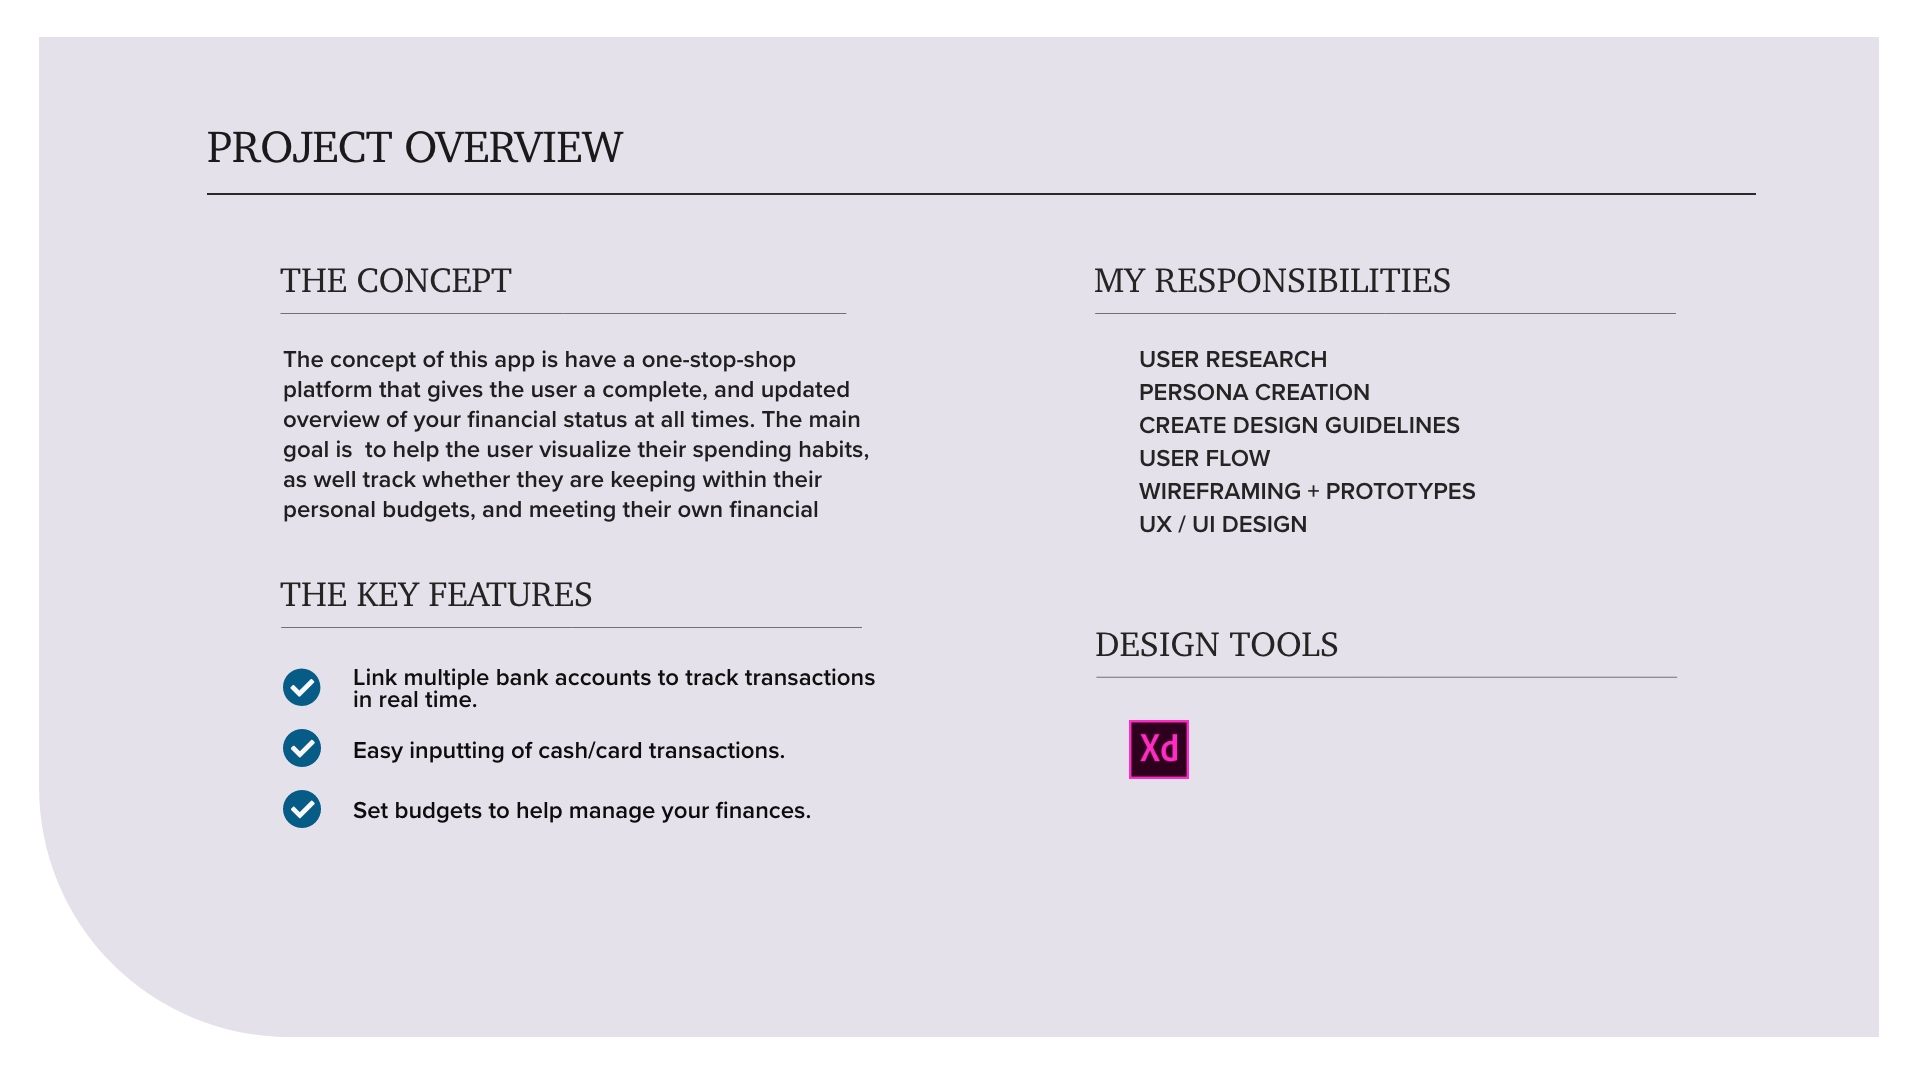 PROJECT OVERVIEW
THE CONCEPT
The concept of this app is have a one-stop-shop
platform that gives the user a complete, and updated
overview of your financial status at all times. The main
goal is  to help the user visualize their spending habits,
as well track whether they are keeping within their
personal budgets, and meeting their own financial
THE KEY FEATURES
Link multiple bank accounts to track transactions
in real time.
Easy inputting of cash/card transactions.
Set budgets to help manage your finances.
MY RESPONSIBILITIES
USER RESEARCH
PERSONA CREATION
CREATE DESIGN GUIDELINES
USER FLOW
WIREFRAMING + PROTOTYPES
UX / UI DESIGN
DESIGN TOOLS
Xd